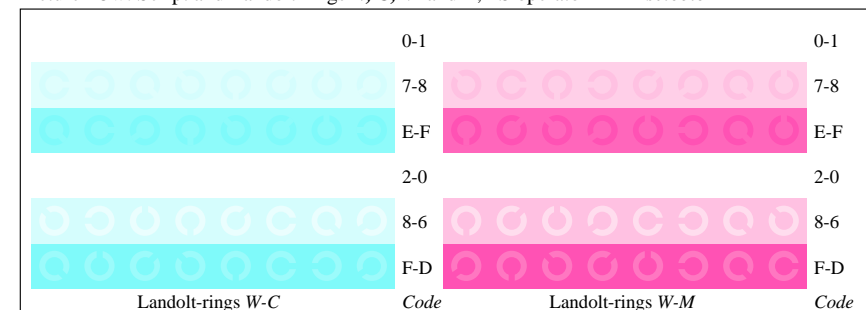 0-1 0-1
7-8 7-8
E-F E-F
2-0 2-0
8-6 8-6
F-D F-D
Landolt-rings W-C Code Landolt-rings W-M Code